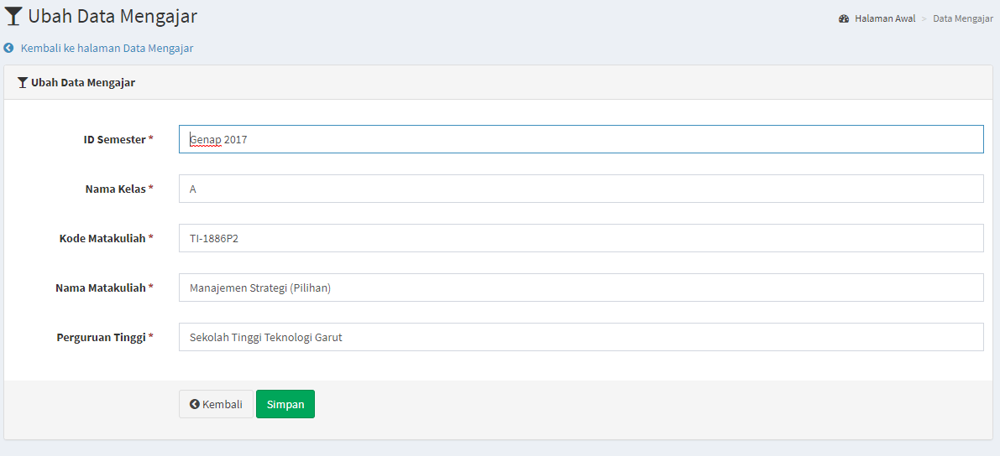 Ubah Data Mengajar
Halaman Awal > Data Mengajar
Kembali ke halaman Data Mengajar
Ubah Data Mengajar
ID Semester * Genap 2017
Nama Kelas * A
Kode Matakuliah * TI-1886P2
Nama Matakuliah * Manajemen Strategi (Pilihan)
Perguruan Tinggi * Sekolah Tinggi Teknologi Garut
Kembali Simpan